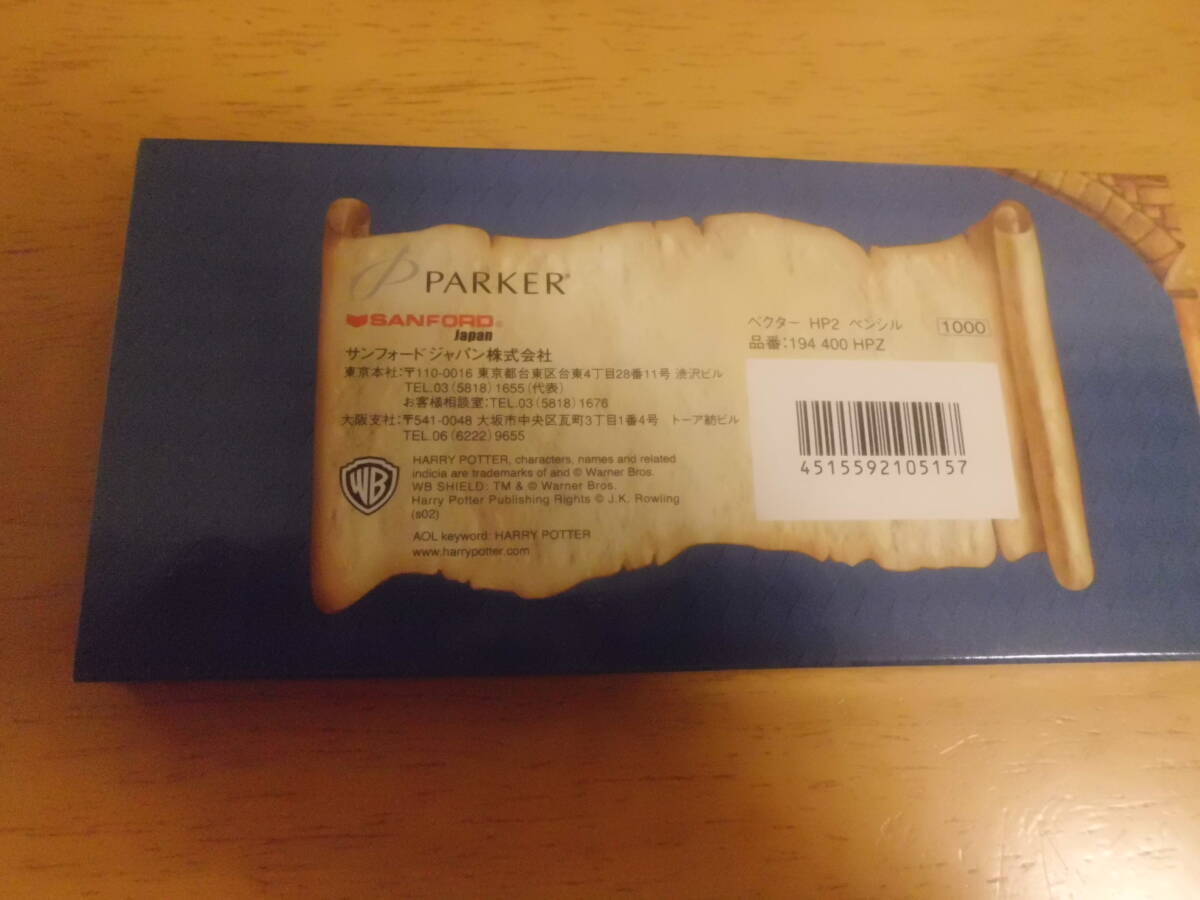 PARKER®
SANFORD®
Japan
サンフォードジャパン株式会社
東京本社:〒110-0016 東京都台東区台東4丁目28番11号 渋沢ビル
TEL.03(5818)1655(代表)
お客様相談室:TEL.03(5818)1676
大阪支社:〒541-0048 大坂市中央区瓦町3丁目1番4号 トーア紡ビル
TEL.06(6222)9655
WB
HARRY POTTER, characters, names and related
indicia are trademarks of and © Warner Bros.
WB SHIELD: TM & © Warner Bros.
Harry Potter Publishing Rights © J.K. Rowling
(s02)
AOL keyword: HARRY POTTER
www.harrypotter.com
ベクター HP2 ペンシル 1000
品番:194 400 HPZ
4515592105157